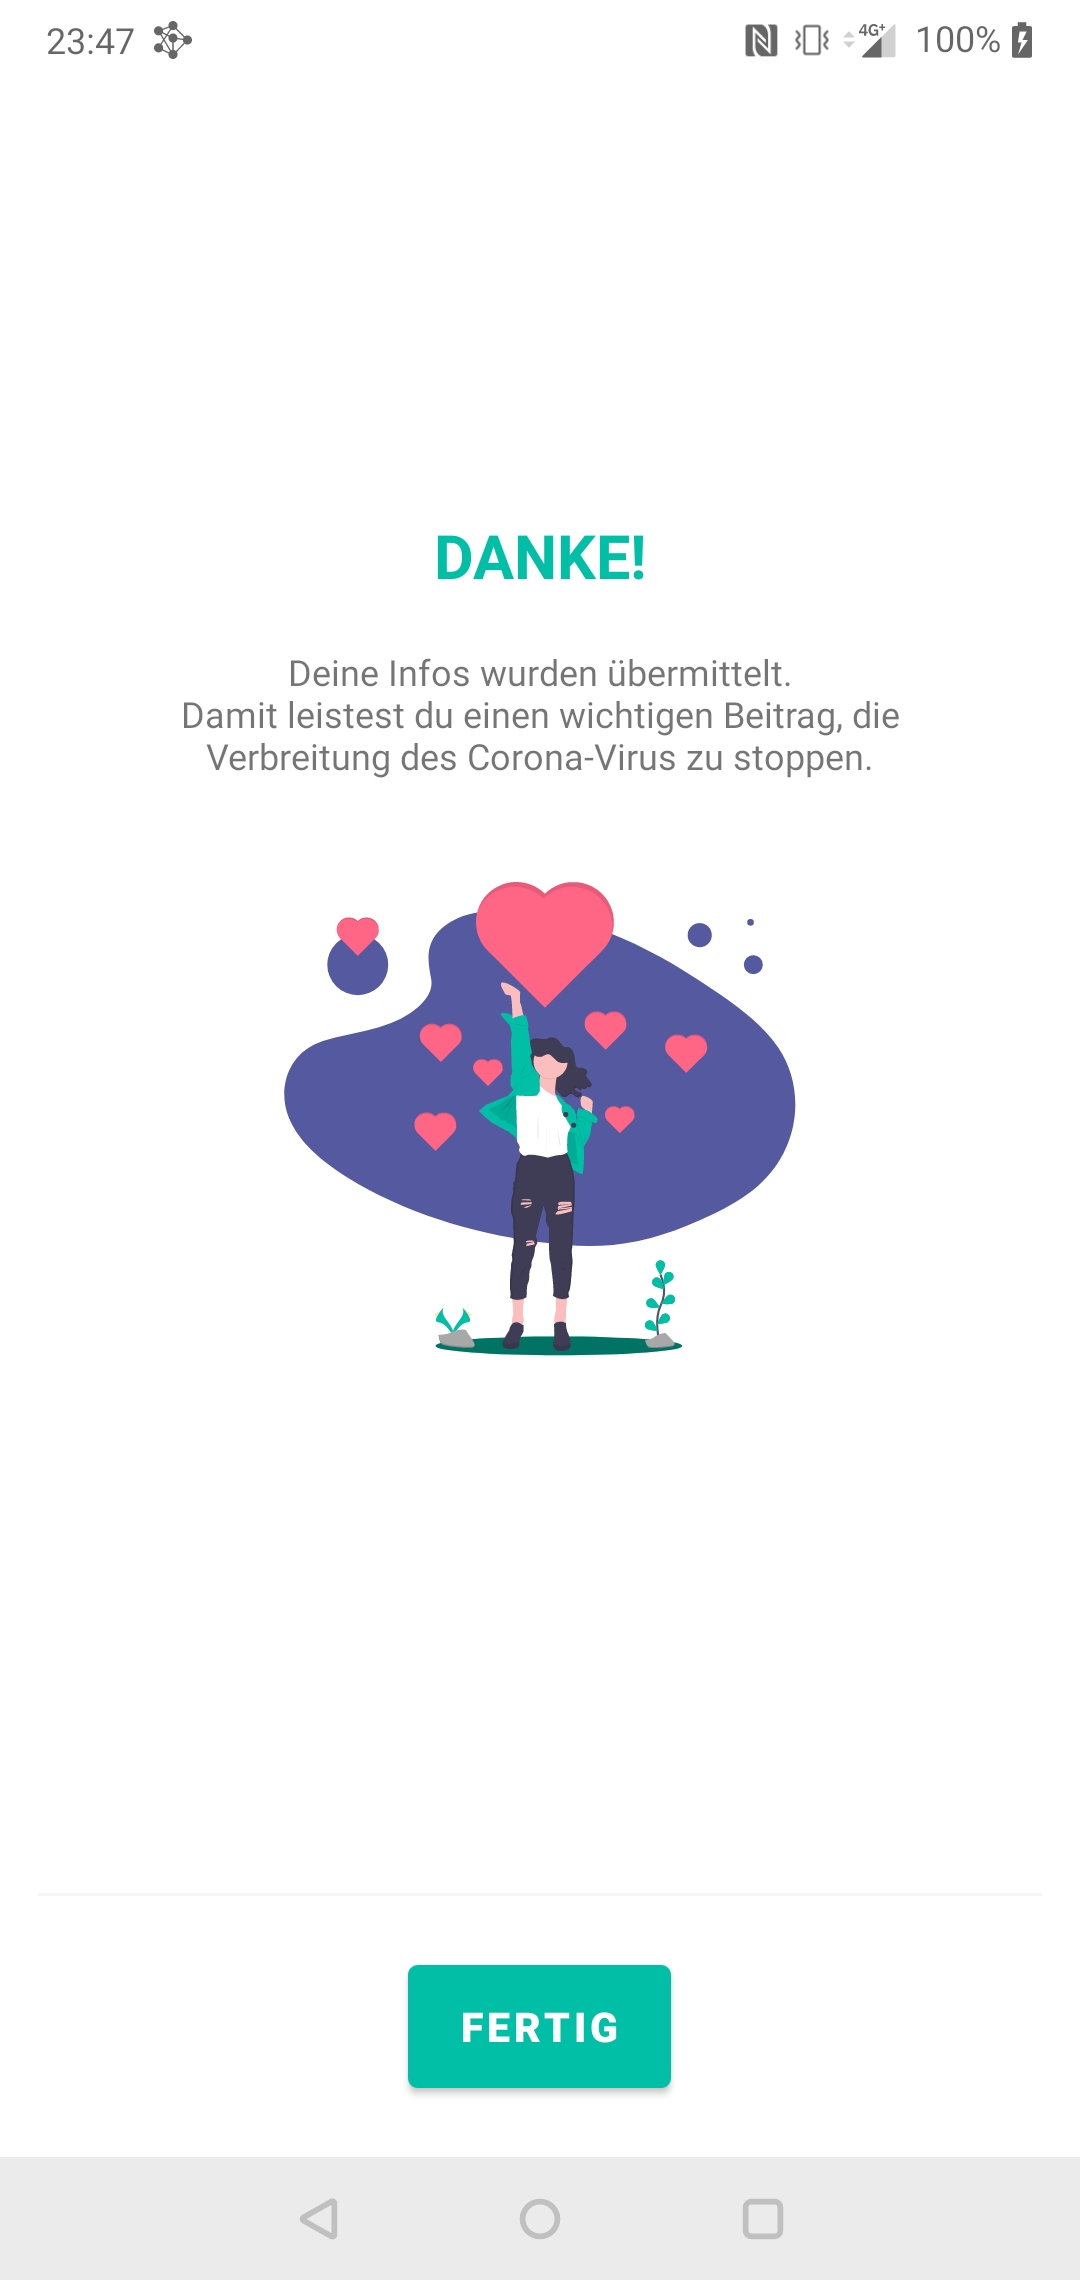 23:47
4G+ 100%
DANKE!
Deine Infos wurden übermittelt.
Damit leistest du einen wichtigen Beitrag, die
Verbreitung des Corona-Virus zu stoppen.
FERTIG